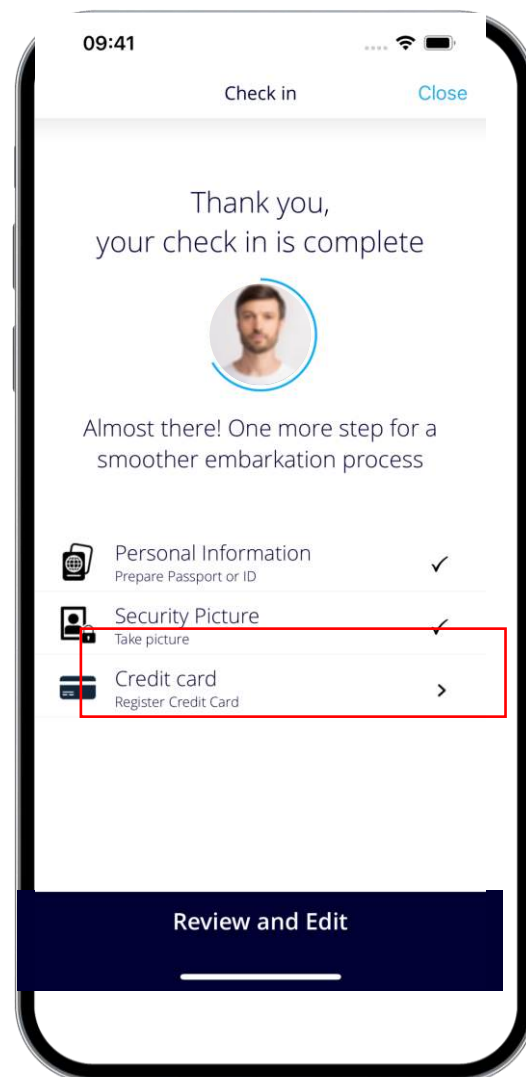 09:41
Check in
Close
Thank you,
your check in is complete
Almost there! One more step for a
smoother embarkation process
Personal Information
Prepare Passport or ID
Security Picture
Take picture
Credit card
Register Credit Card
Review and Edit